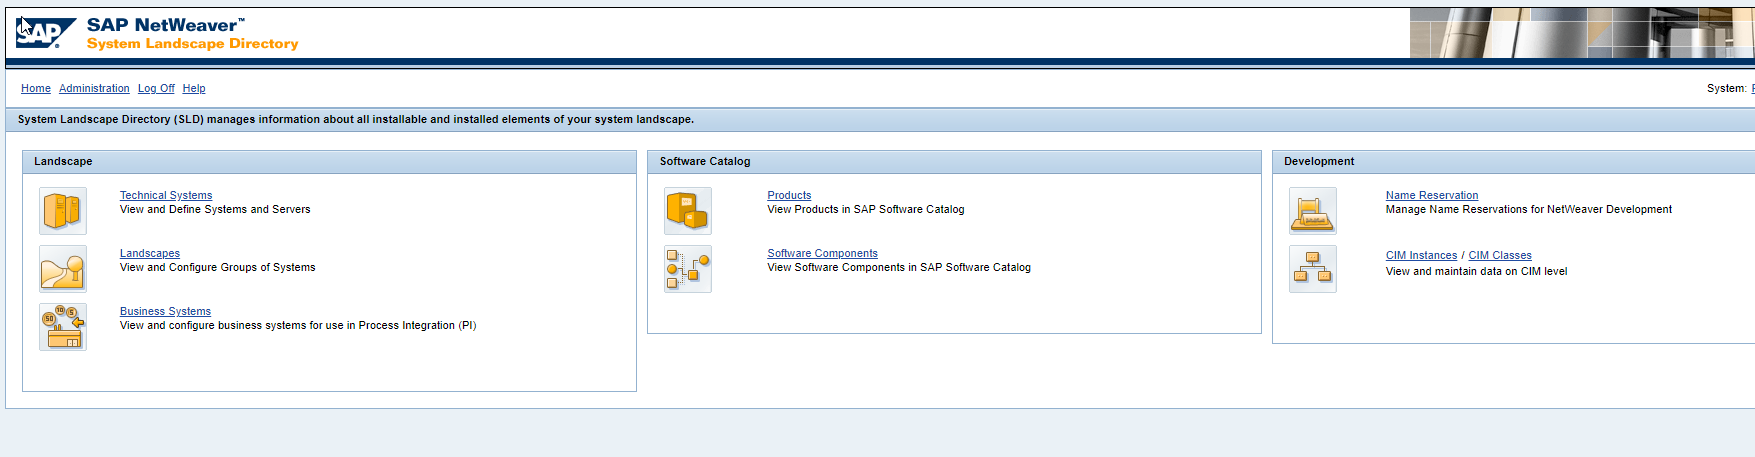 SAP
SAP NetWeaver™
System Landscape Directory
Home Administration Log Off Help
System:
System Landscape Directory (SLD) manages information about all installable and installed elements of your system landscape.
Landscape
Technical Systems
View and Define Systems and Servers
Landscapes
View and Configure Groups of Systems
Business Systems
View and configure business systems for use in Process Integration (PI)
Software Catalog
Products
View Products in SAP Software Catalog
Software Components
View Software Components in SAP Software Catalog
Development
Name Reservation
Manage Name Reservations for NetWeaver Development
CIM Instances / CIM Classes
View and maintain data on CIM level